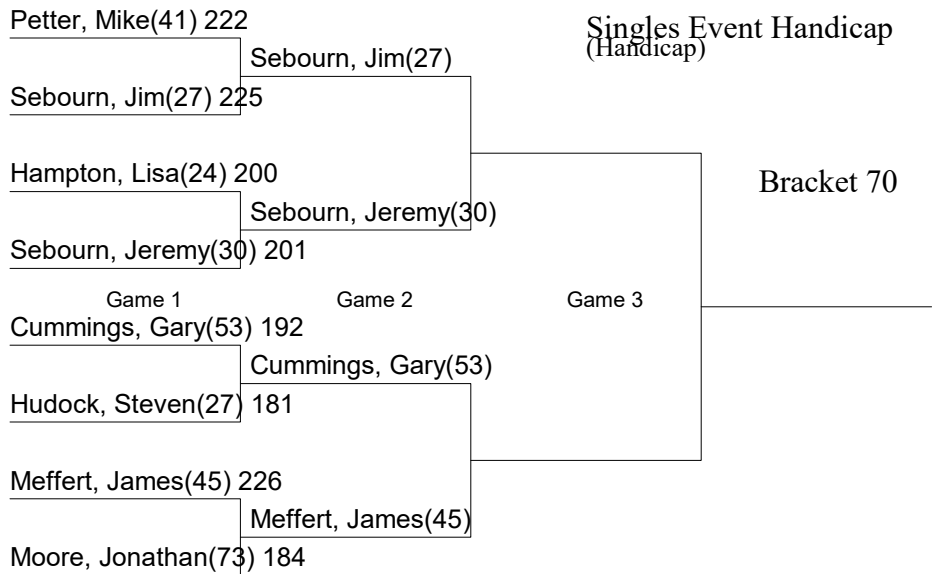 Petter, Mike(41) 222
Singles Event Handicap
(Handicap)
Sebourn, Jim(27)
Sebourn, Jim(27) 225
Hampton, Lisa(24) 200
Bracket 70
Sebourn, Jeremy(30)
Sebourn, Jeremy(30) 201
Game 1
Game 2
Game 3
Cummings, Gary(53) 192
Cummings, Gary(53)
Hudock, Steven(27) 181
Meffert, James(45) 226
Meffert, James(45)
Moore, Jonathan(73) 184